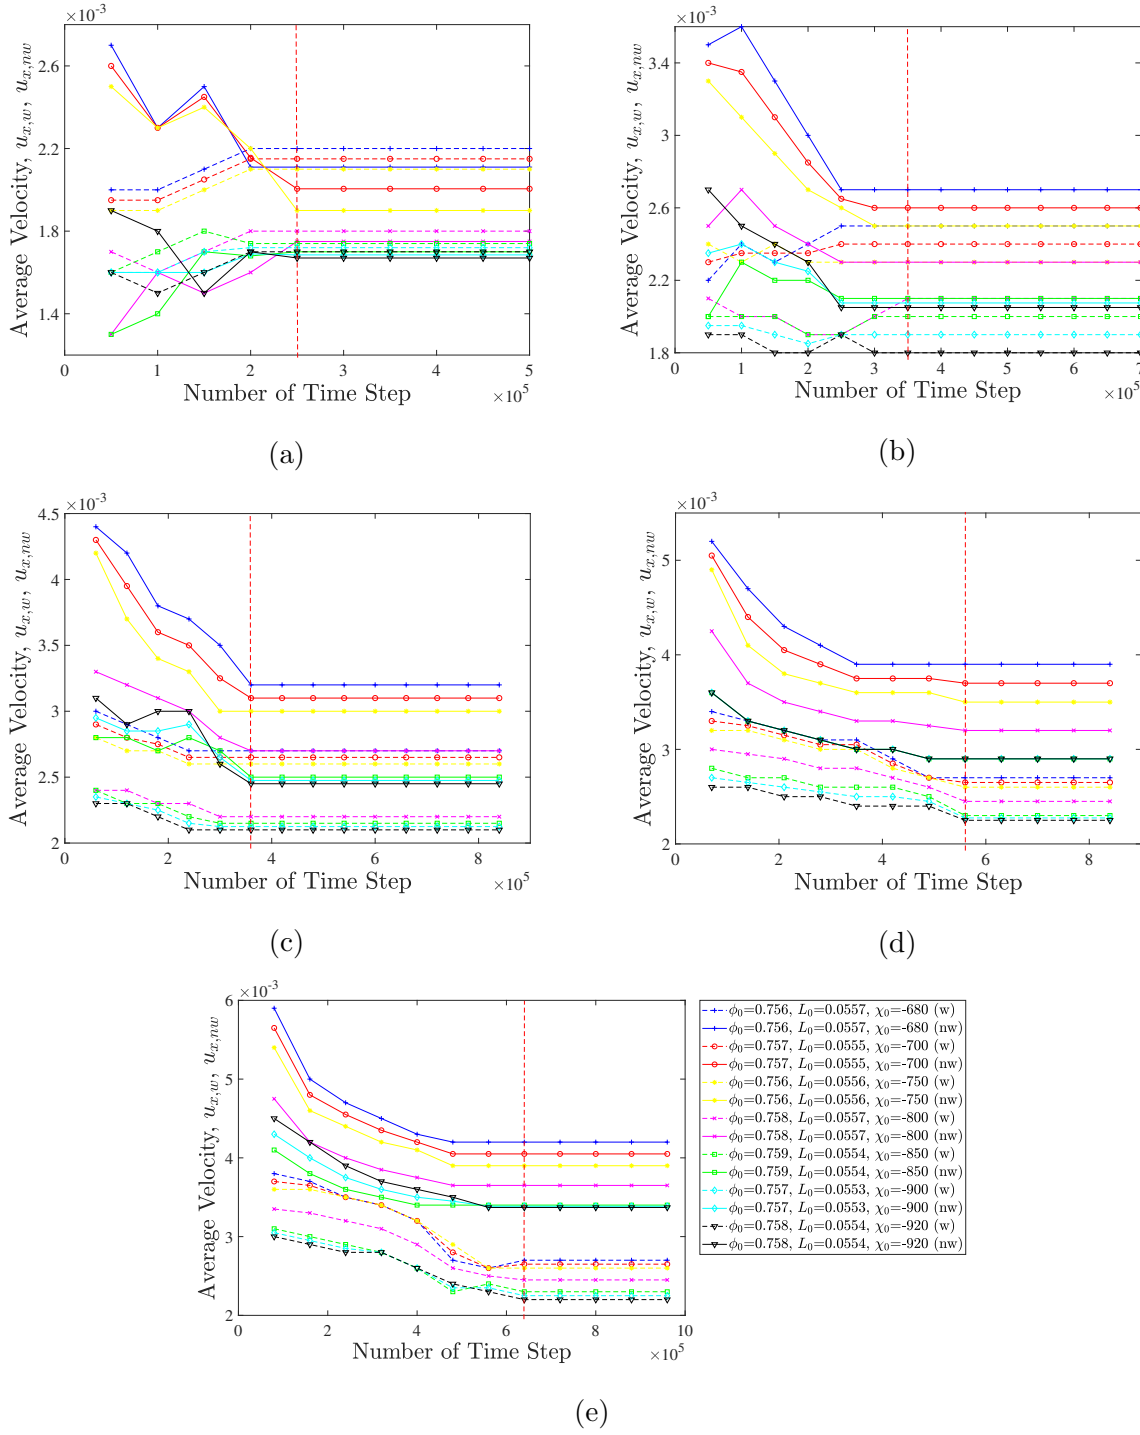 ×10⁻³
Average Velocity, u_{x,w}, u_{x,nw}
2.6
2.2
1.8
1.4
0 1 2 3 4 5
Number of Time Step
×10⁵
(a)
Average Velocity, u_{x,w}, u_{x,nw}
×10⁻³
3.4
3
2.6
2.2
1.8
0 1 2 3 4 5 6 7
Number of Time Step
×10⁵
(b)
Average Velocity, u_{x,w}, u_{x,nw}
×10⁻³
4.5
4
3.5
3
2.5
2
0 2 4 6 8
Number of Time Step
×10⁵
(c)
Average Velocity, u_{x,w}, u_{x,nw}
×10⁻³
5
4
3
2
0 2 4 6 8
Number of Time Step
×10⁵
(d)
Average Velocity, u_{x,w}, u_{x,nw}
×10⁻³
6
5
4
3
2
0 2 4 6 8 10
Number of Time Step
×10⁵
ϕ₀=0.756, L₀=0.0557, χ₀=-680 (w)
ϕ₀=0.756, L₀=0.0557, χ₀=-680 (nw)
ϕ₀=0.757, L₀=0.0555, χ₀=-700 (w)
ϕ₀=0.757, L₀=0.0555, χ₀=-700 (nw)
ϕ₀=0.756, L₀=0.0556, χ₀=-750 (w)
ϕ₀=0.756, L₀=0.0556, χ₀=-750 (nw)
ϕ₀=0.758, L₀=0.0557, χ₀=-800 (w)
ϕ₀=0.758, L₀=0.0557, χ₀=-800 (nw)
ϕ₀=0.759, L₀=0.0554, χ₀=-850 (w)
ϕ₀=0.759, L₀=0.0554, χ₀=-850 (nw)
ϕ₀=0.757, L₀=0.0553, χ₀=-900 (w)
ϕ₀=0.757, L₀=0.0553, χ₀=-900 (nw)
ϕ₀=0.758, L₀=0.0554, χ₀=-920 (w)
ϕ₀=0.758, L₀=0.0554, χ₀=-920 (nw)
(e)